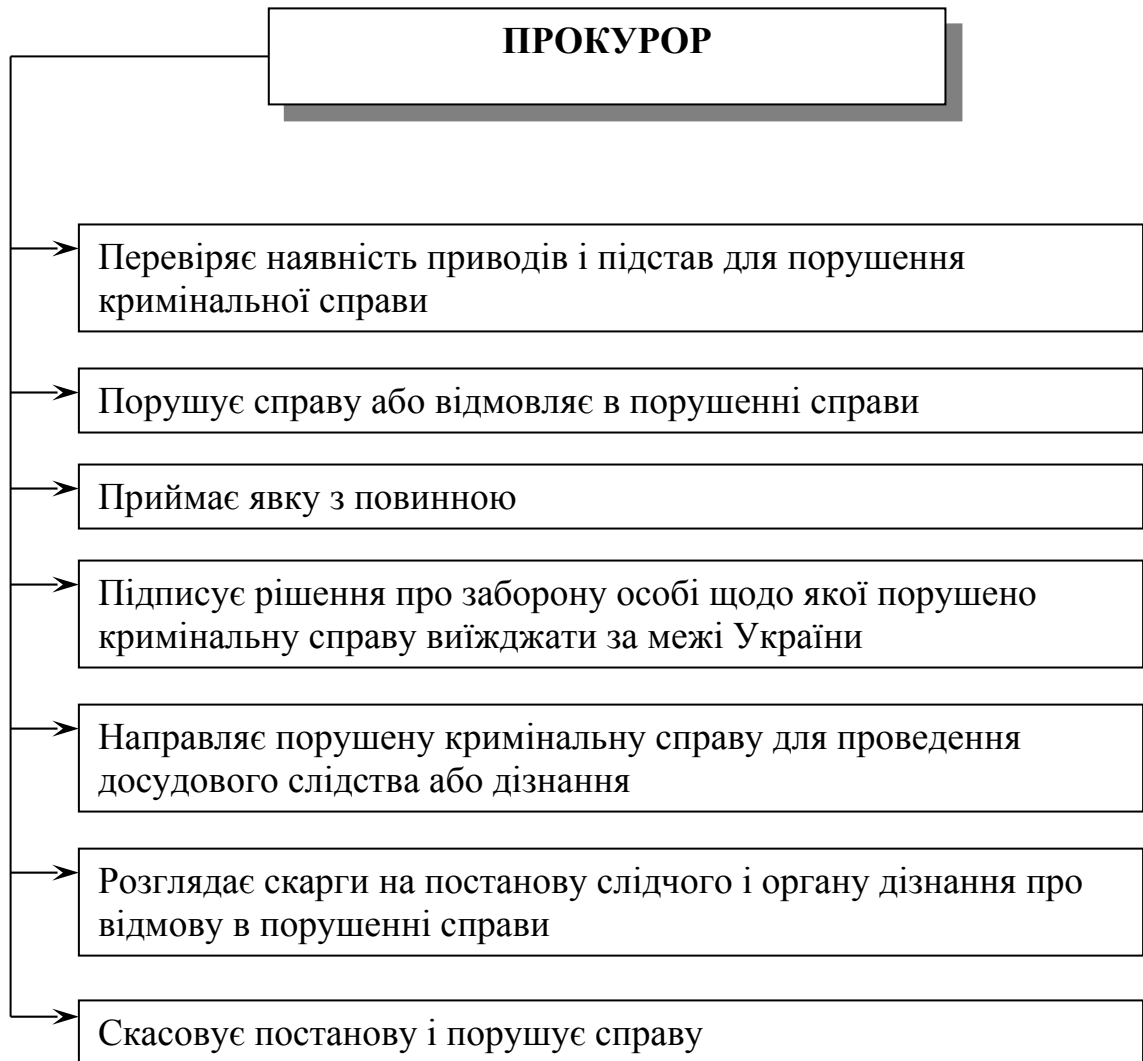 ПРОКУРОР
Перевіряє наявність приводів і підстав для порушення
кримінальної справи
Порушує справу або відмовляє в порушенні справи
Приймає явку з повинною
Підписує рішення про заборону особі щодо якої порушено
кримінальну справу виїжджати за межі України
Направляє порушену кримінальну справу для проведення
досудового слідства або дізнання
Розглядає скарги на постанову слідчого і органу дізнання про
відмову в порушенні справи
Скасовує постанову і порушує справу